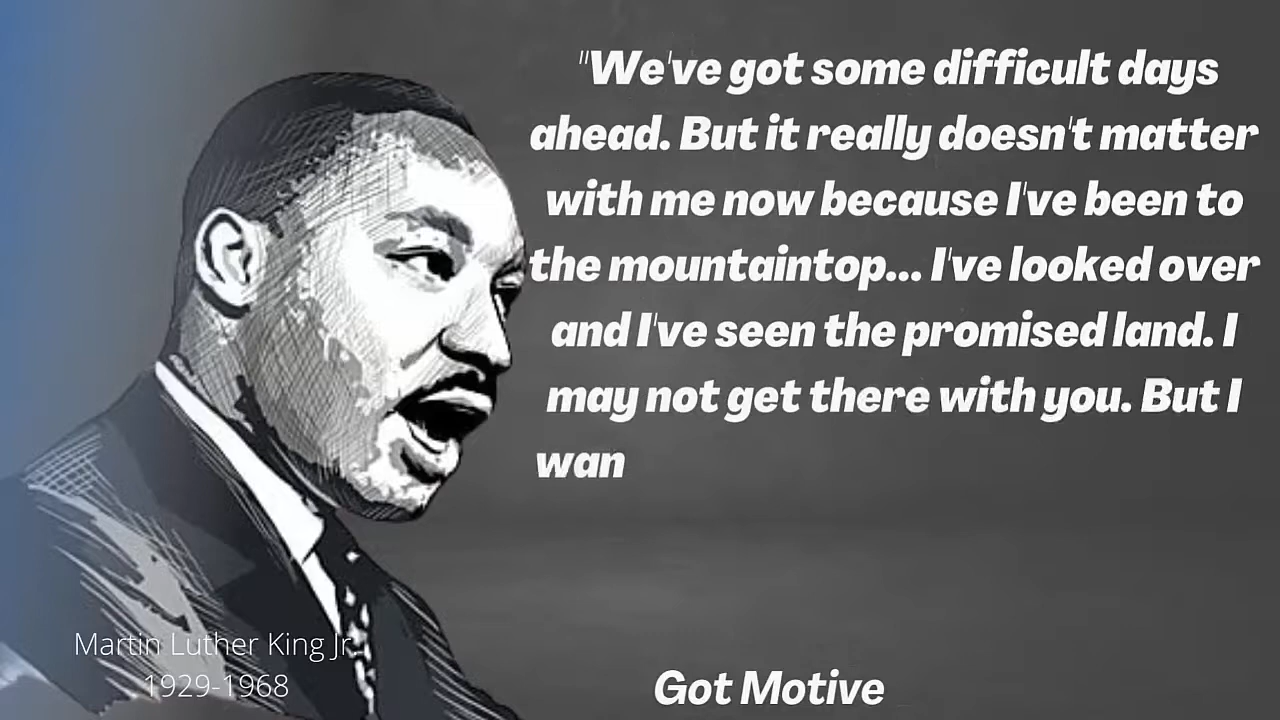 "We've got some difficult days
ahead. But it really doesn't matter
with me now because I've been to
the mountaintop... I've looked over
and I've seen the promised land. I
may not get there with you. But I
wan
Martin Luther King Jr.
1929-1968
Got Motive